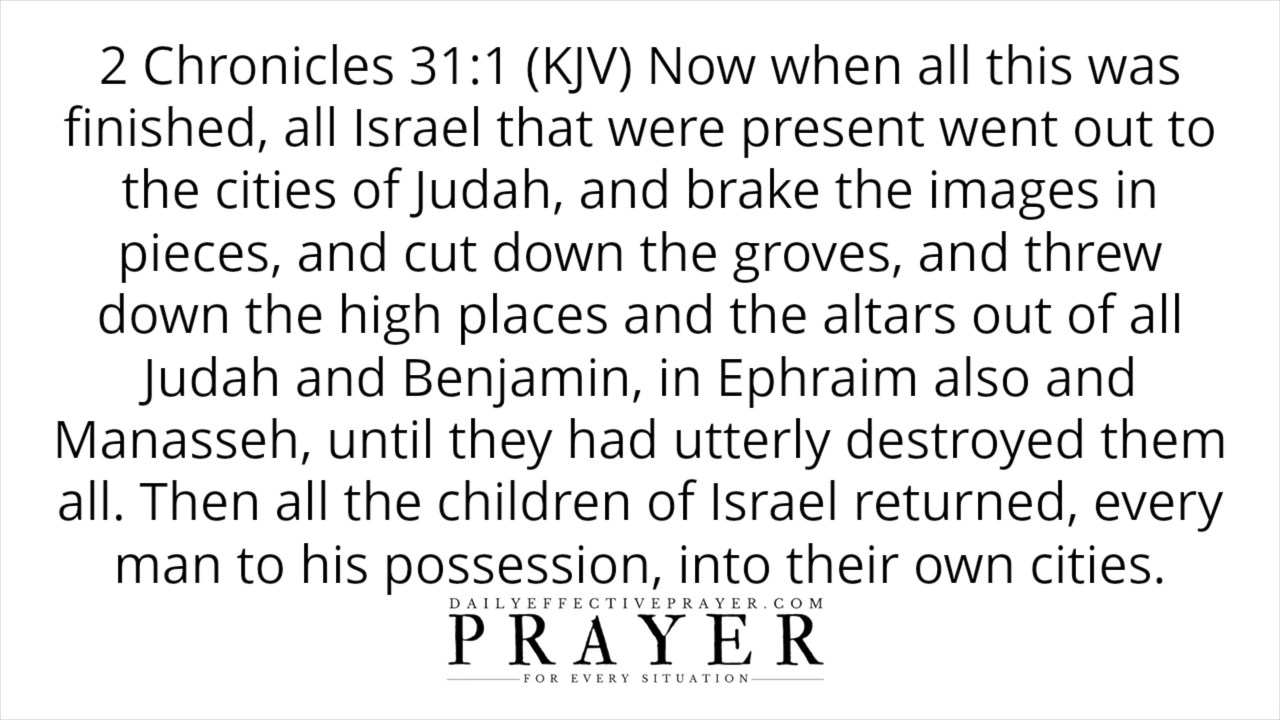 2 Chronicles 31:1 (KJV) Now when all this was
finished, all Israel that were present went out to
the cities of Judah, and brake the images in
pieces, and cut down the groves, and threw
down the high places and the altars out of all
Judah and Benjamin, in Ephraim also and
Manasseh, until they had utterly destroyed them
all. Then all the children of Israel returned, every
man to his possession, into their own cities.
DAILYEFFECTIVEPRAYER.COM
PRAYER
FOR EVERY SITUATION